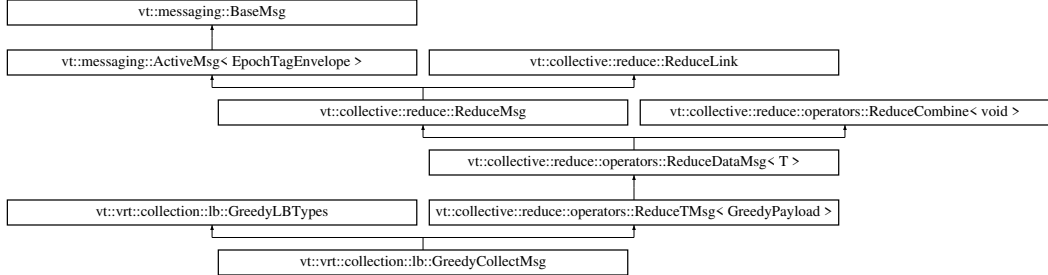 vt::messaging::BaseMsg
vt::messaging::ActiveMsg< EpochTagEnvelope >
vt::collective::reduce::ReduceLink
vt::collective::reduce::ReduceMsg
vt::collective::reduce::operators::ReduceCombine< void >
vt::collective::reduce::operators::ReduceDataMsg< T >
vt::vrt::collection::lb::GreedyLBTypes
vt::collective::reduce::operators::ReduceTMsg< GreedyPayload >
vt::vrt::collection::lb::GreedyCollectMsg